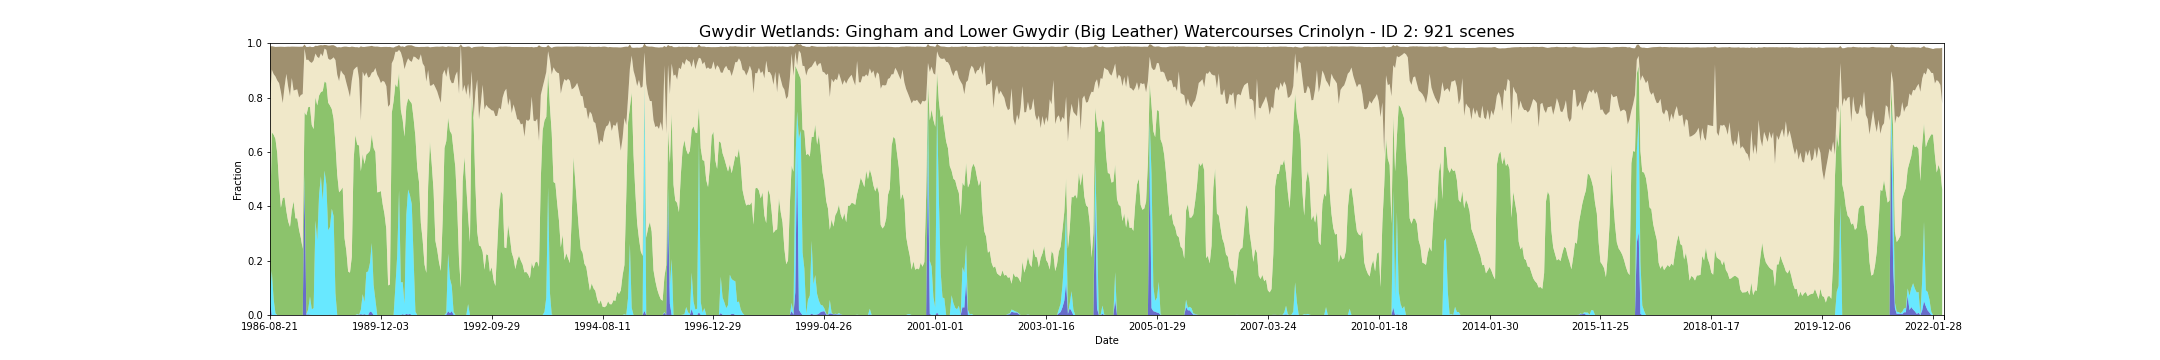 Gwydir Wetlands: Gingham and Lower Gwydir (Big Leather) Watercourses Crinolyn - ID 2: 921 scenes
1.0
0.8
0.6
0.4
0.2
0.0
Fraction
1986-08-21 1989-12-03 1992-09-29 1994-08-11 1996-12-29 1999-04-26 2001-01-01 2003-01-16 2005-01-29 2007-03-24 2010-01-18 2014-01-30 2015-11-25 2018-01-17 2019-12-06 2022-01-28
Date